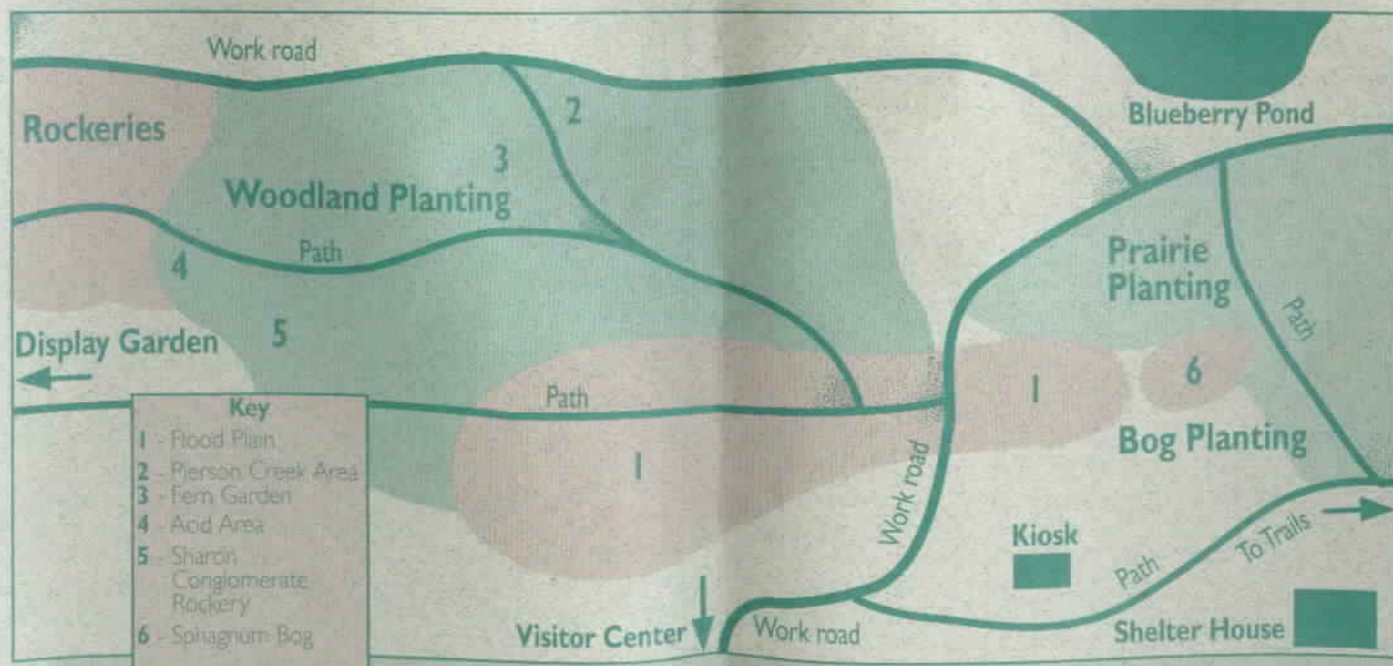 Work road
Rockeries
2
Blueberry Pond
3
Woodland Planting
Path
4
Prairie
Planting
Path
5
Display Garden
6
1
Path
Key
1 - Flood Plain
2 - Pierson Creek Area
3 - Fern Garden
4 - Acid Area
5 - Sharon
Conglomerate
Rockery
6 - Sphagnum Bog
1
Bog Planting
Work road
Kiosk
Path
To Trails
Visitor Center
Work road
Shelter House